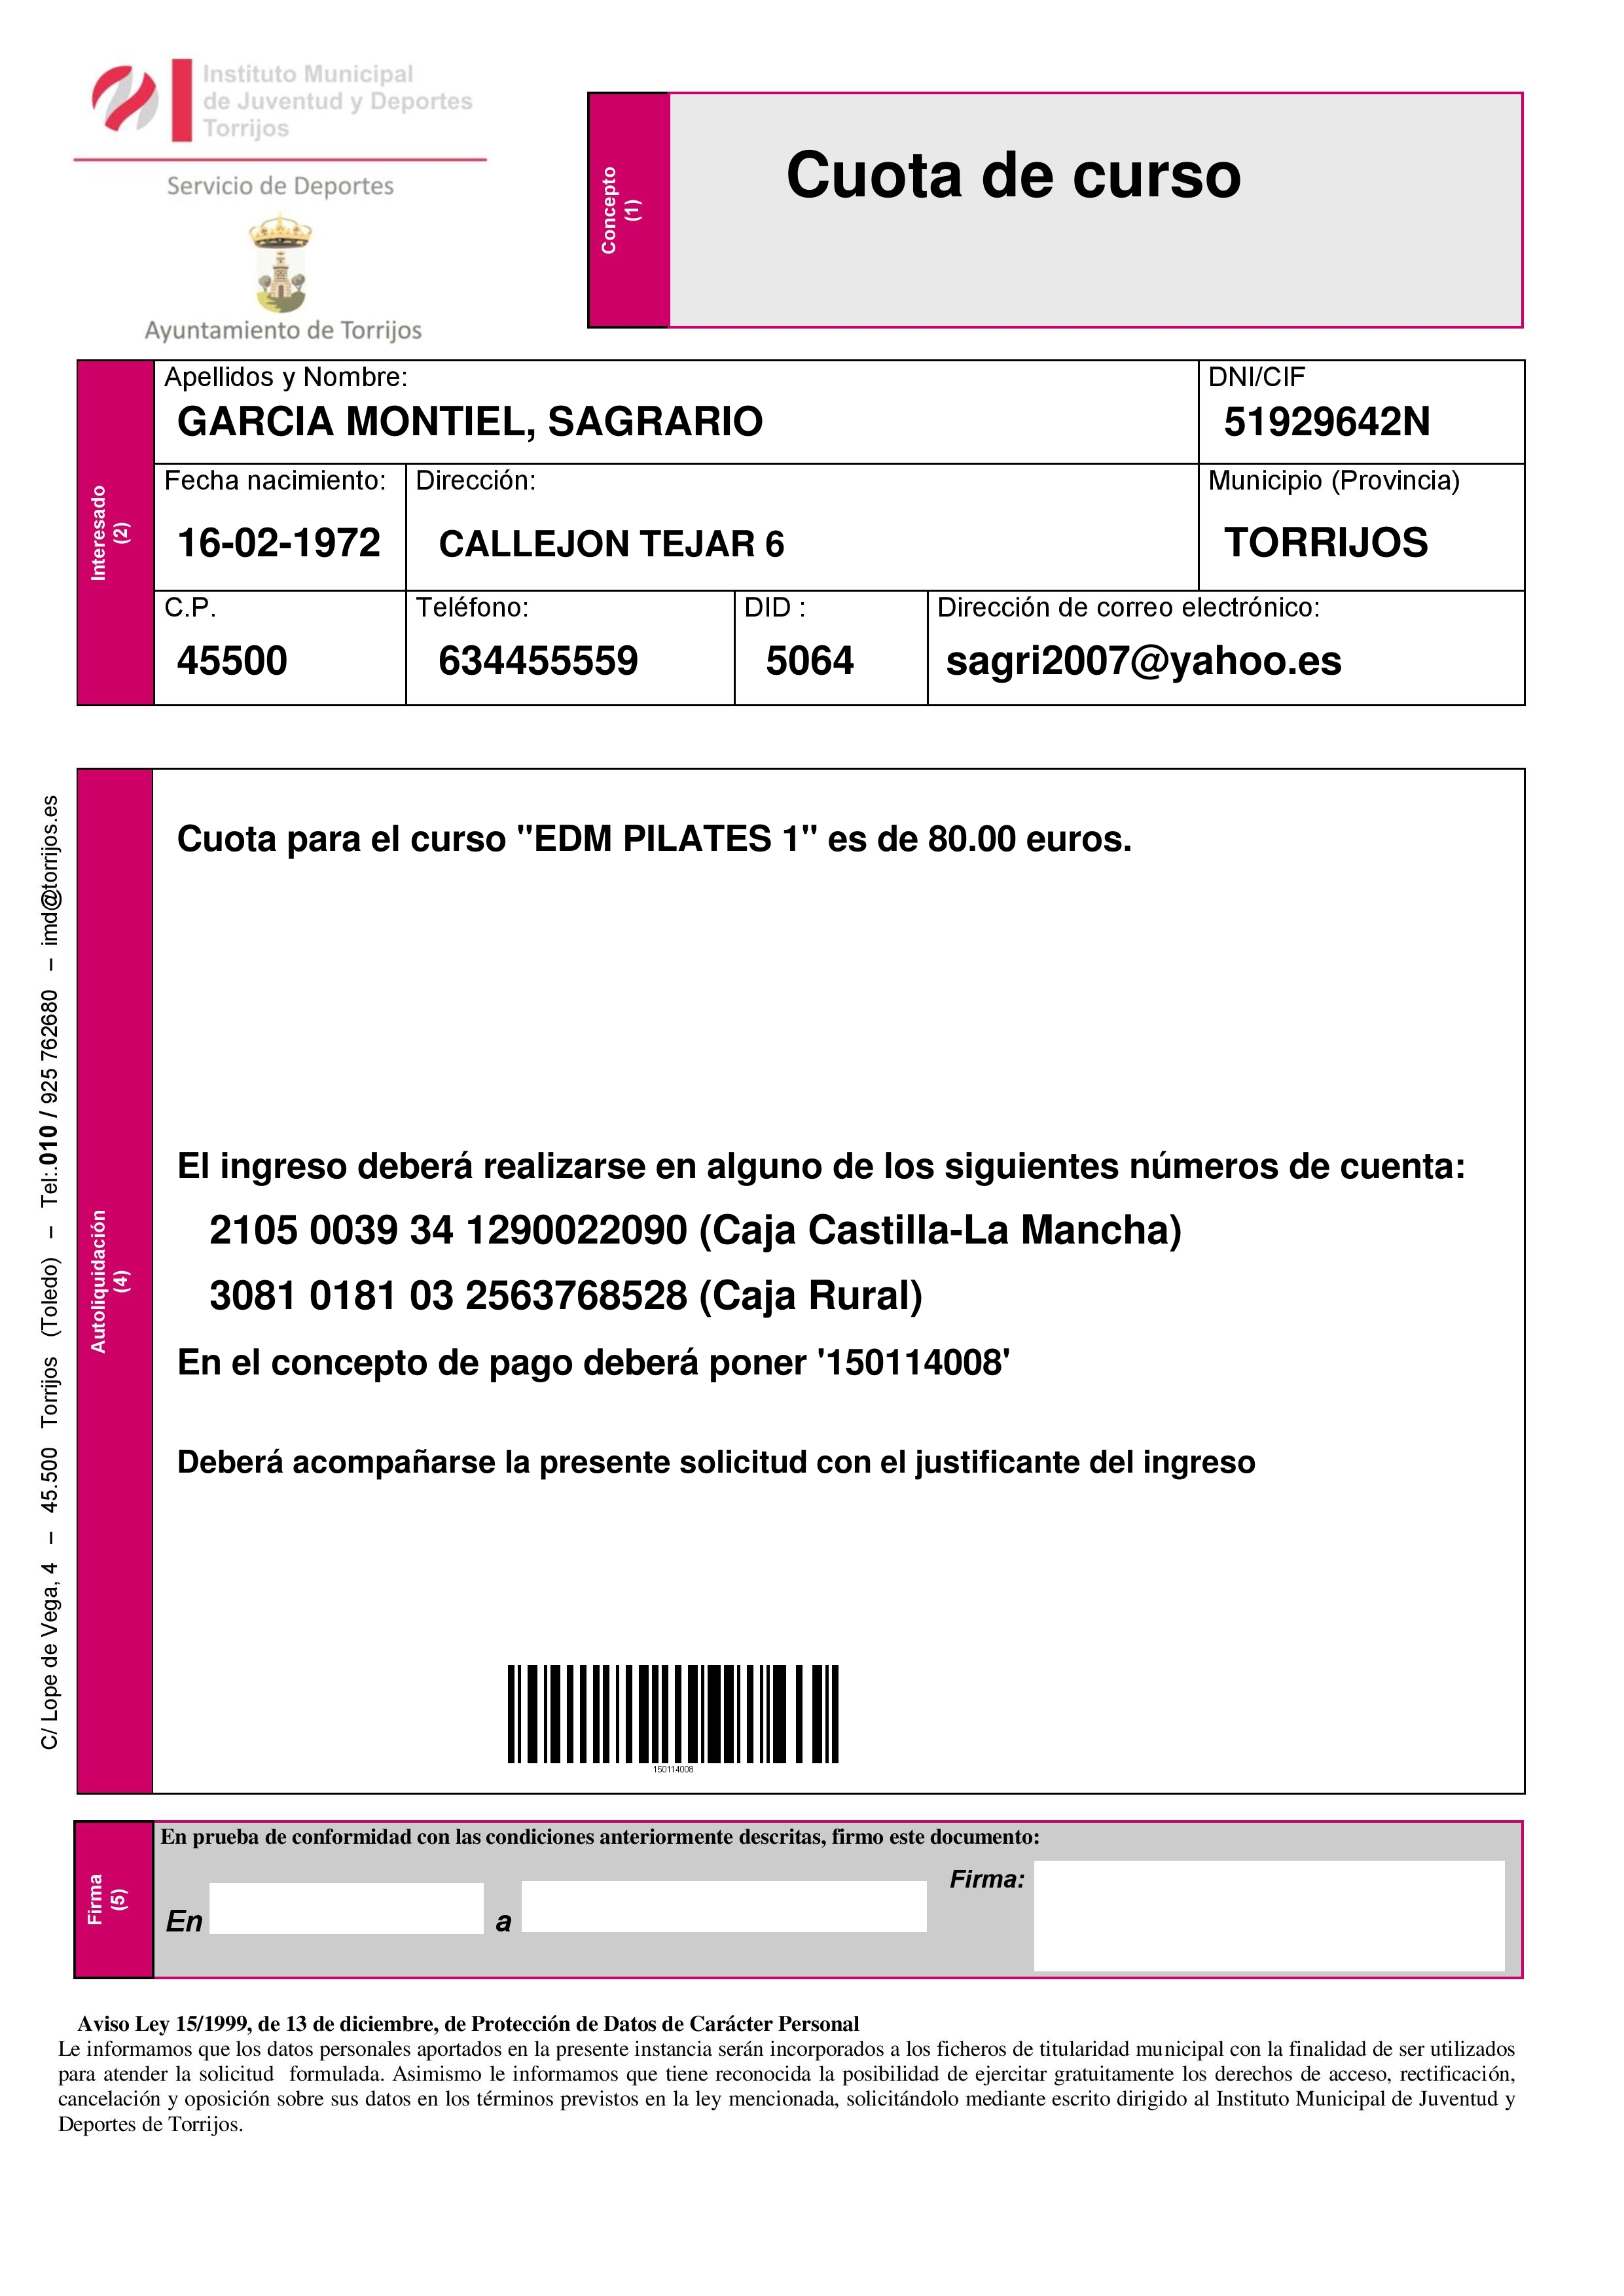 Instituto Municipal
de Juventud y Deportes
Torrijos
Servicio de Deportes
Ayuntamiento de Torrijos
Concepto
(1)
Cuota de curso
Interesado
(2)
Apellidos y Nombre:
GARCIA MONTIEL, SAGRARIO
DNI/CIF
51929642N
Fecha nacimiento:
16-02-1972
Dirección:
CALLEJON TEJAR 6
Municipio (Provincia)
TORRIJOS
C.P.
45500
Teléfono:
634455559
DID :
5064
Dirección de correo electrónico:
sagri2007@yahoo.es
C/ Lope de Vega, 4 – 45.500 Torrijos (Toledo) – Tel:.010 / 925 762680 – imd@torrijos.es
Autoliquidación
(4)
Cuota para el curso "EDM PILATES 1" es de 80.00 euros.
El ingreso deberá realizarse en alguno de los siguientes números de cuenta:
2105 0039 34 1290022090 (Caja Castilla-La Mancha)
3081 0181 03 2563768528 (Caja Rural)
En el concepto de pago deberá poner '150114008'
Deberá acompañarse la presente solicitud con el justificante del ingreso
150114008
Firma
(5)
En prueba de conformidad con las condiciones anteriormente descritas, firmo este documento:
En
a
Firma:
Aviso Ley 15/1999, de 13 de diciembre, de Protección de Datos de Carácter Personal
Le informamos que los datos personales aportados en la presente instancia serán incorporados a los ficheros de titularidad municipal con la finalidad de ser utilizados
para atender la solicitud formulada. Asimismo le informamos que tiene reconocida la posibilidad de ejercitar gratuitamente los derechos de acceso, rectificación,
cancelación y oposición sobre sus datos en los términos previstos en la ley mencionada, solicitándolo mediante escrito dirigido al Instituto Municipal de Juventud y
Deportes de Torrijos.